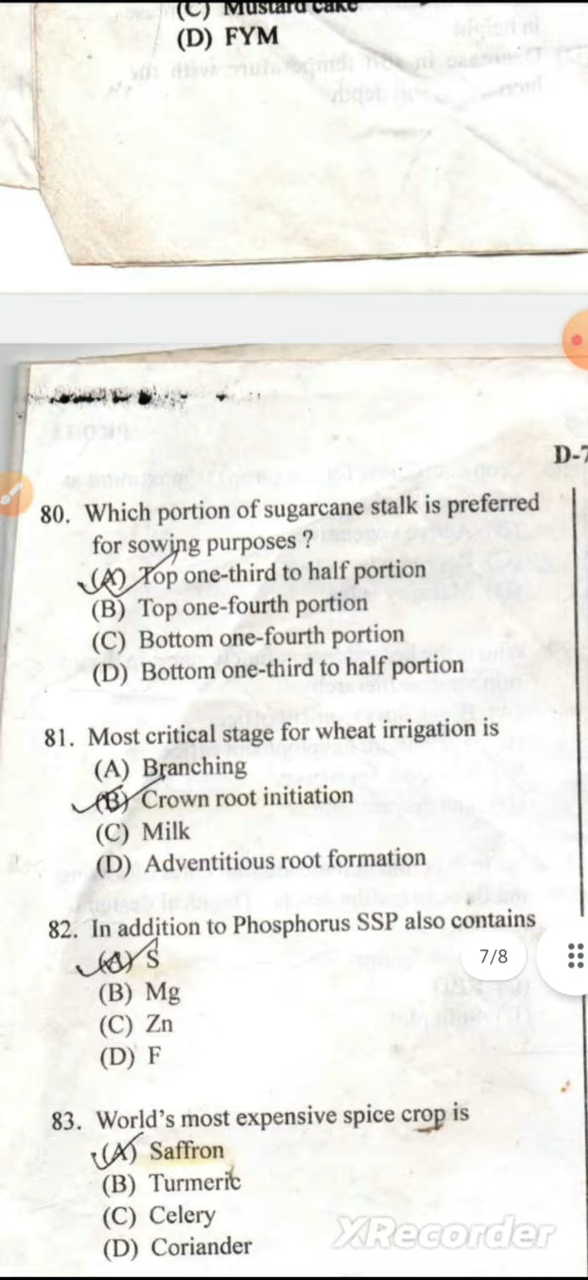 (C) Mustard cake
(D) FYM
D-7
80. Which portion of sugarcane stalk is preferred
for sowing purposes ?
(A) Top one-third to half portion
(B) Top one-fourth portion
(C) Bottom one-fourth portion
(D) Bottom one-third to half portion
81. Most critical stage for wheat irrigation is
(A) Branching
(B) Crown root initiation
(C) Milk
(D) Adventitious root formation
82. In addition to Phosphorus SSP also contains
(A) S
7/8
(B) Mg
(C) Zn
(D) F
83. World's most expensive spice crop is
(A) Saffron
(B) Turmeric
(C) Celery
(D) Coriander
XRecorder